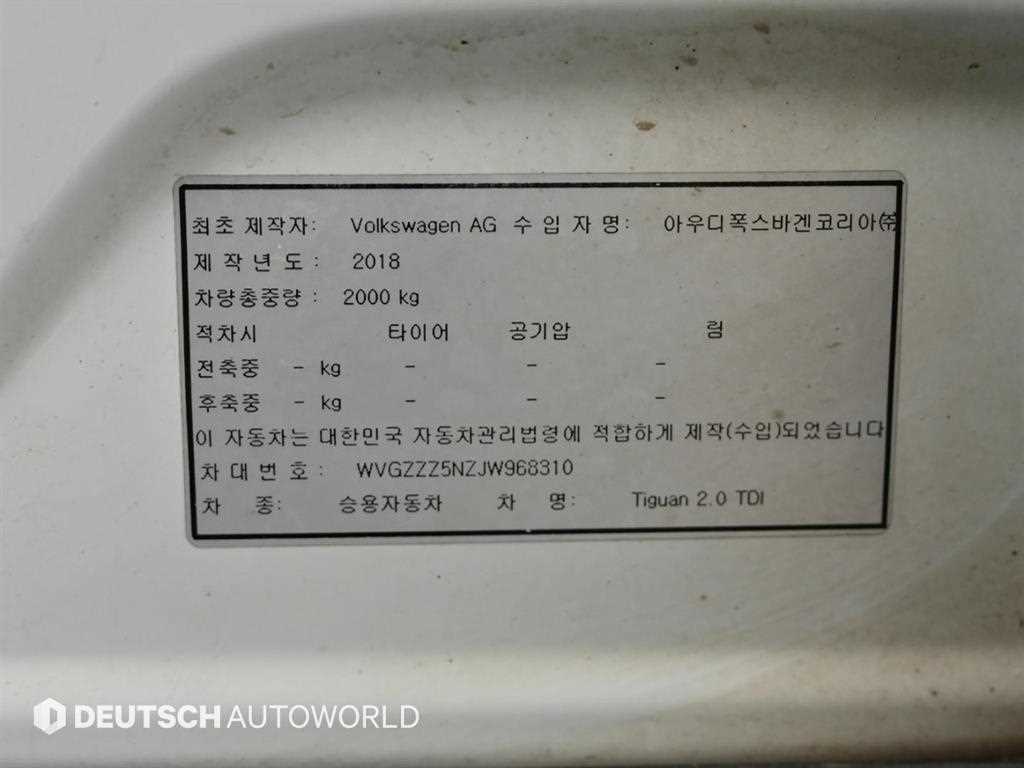 최초 제작자: Volkswagen AG 수 입 자 명: 아우디폭스바겐코리아㈜
제 작 년 도 : 2018
차량총중량 : 2000 kg
적차시 타이어 공기압 림
전축중 - kg - - -
후축중 - kg - - -
이 자동차는 대한민국 자동차관리법령에 적합하게 제작(수입)되었습니다
차 대 번 호 : WVGZZZ5NZJW968310
차 종: 승용자동차 차 명: Tiguan 2.0 TDI
DEUTSCH AUTOWORLD